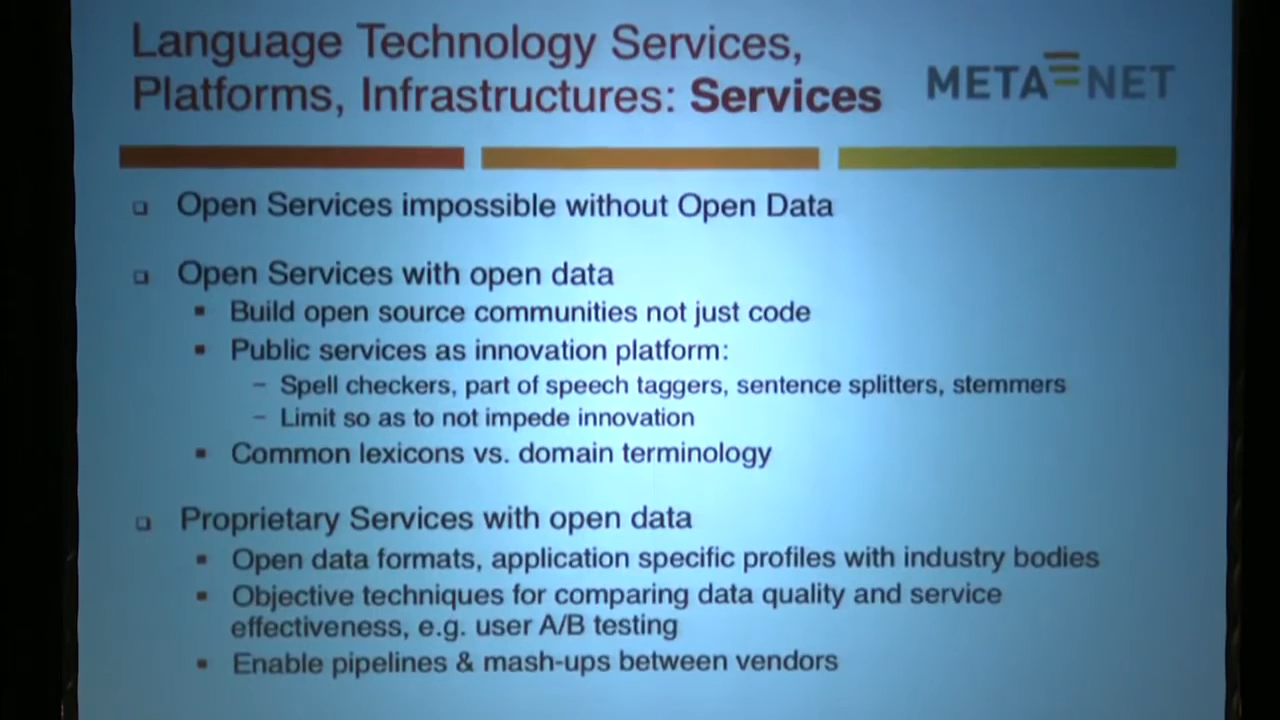 Language Technology Services,
Platforms, Infrastructures: Services
META NET
Open Services impossible without Open Data
Open Services with open data
Build open source communities not just code
Public services as innovation platform:
– Spell checkers, part of speech taggers, sentence splitters, stemmers
– Limit so as to not impede innovation
Common lexicons vs. domain terminology
Proprietary Services with open data
Open data formats, application specific profiles with industry bodies
Objective techniques for comparing data quality and service
effectiveness, e.g. user A/B testing
Enable pipelines & mash-ups between vendors